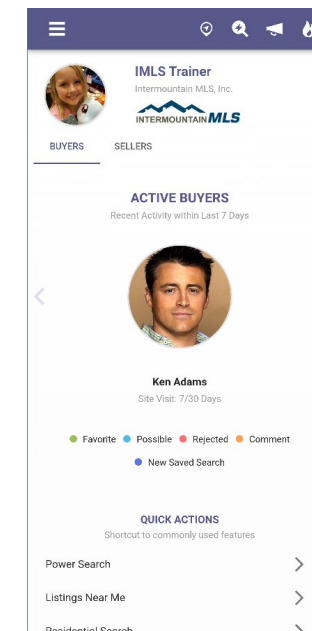 IMLS Trainer
Intermountain MLS, Inc.
INTERMOUNTAIN MLS
BUYERS SELLERS
ACTIVE BUYERS
Recent Activity within Last 7 Days
Ken Adams
Site Visit: 7/30 Days
Favorite Possible Rejected Comment
New Saved Search
QUICK ACTIONS
Shortcut to commonly used features
Power Search
Listings Near Me
Residential Search